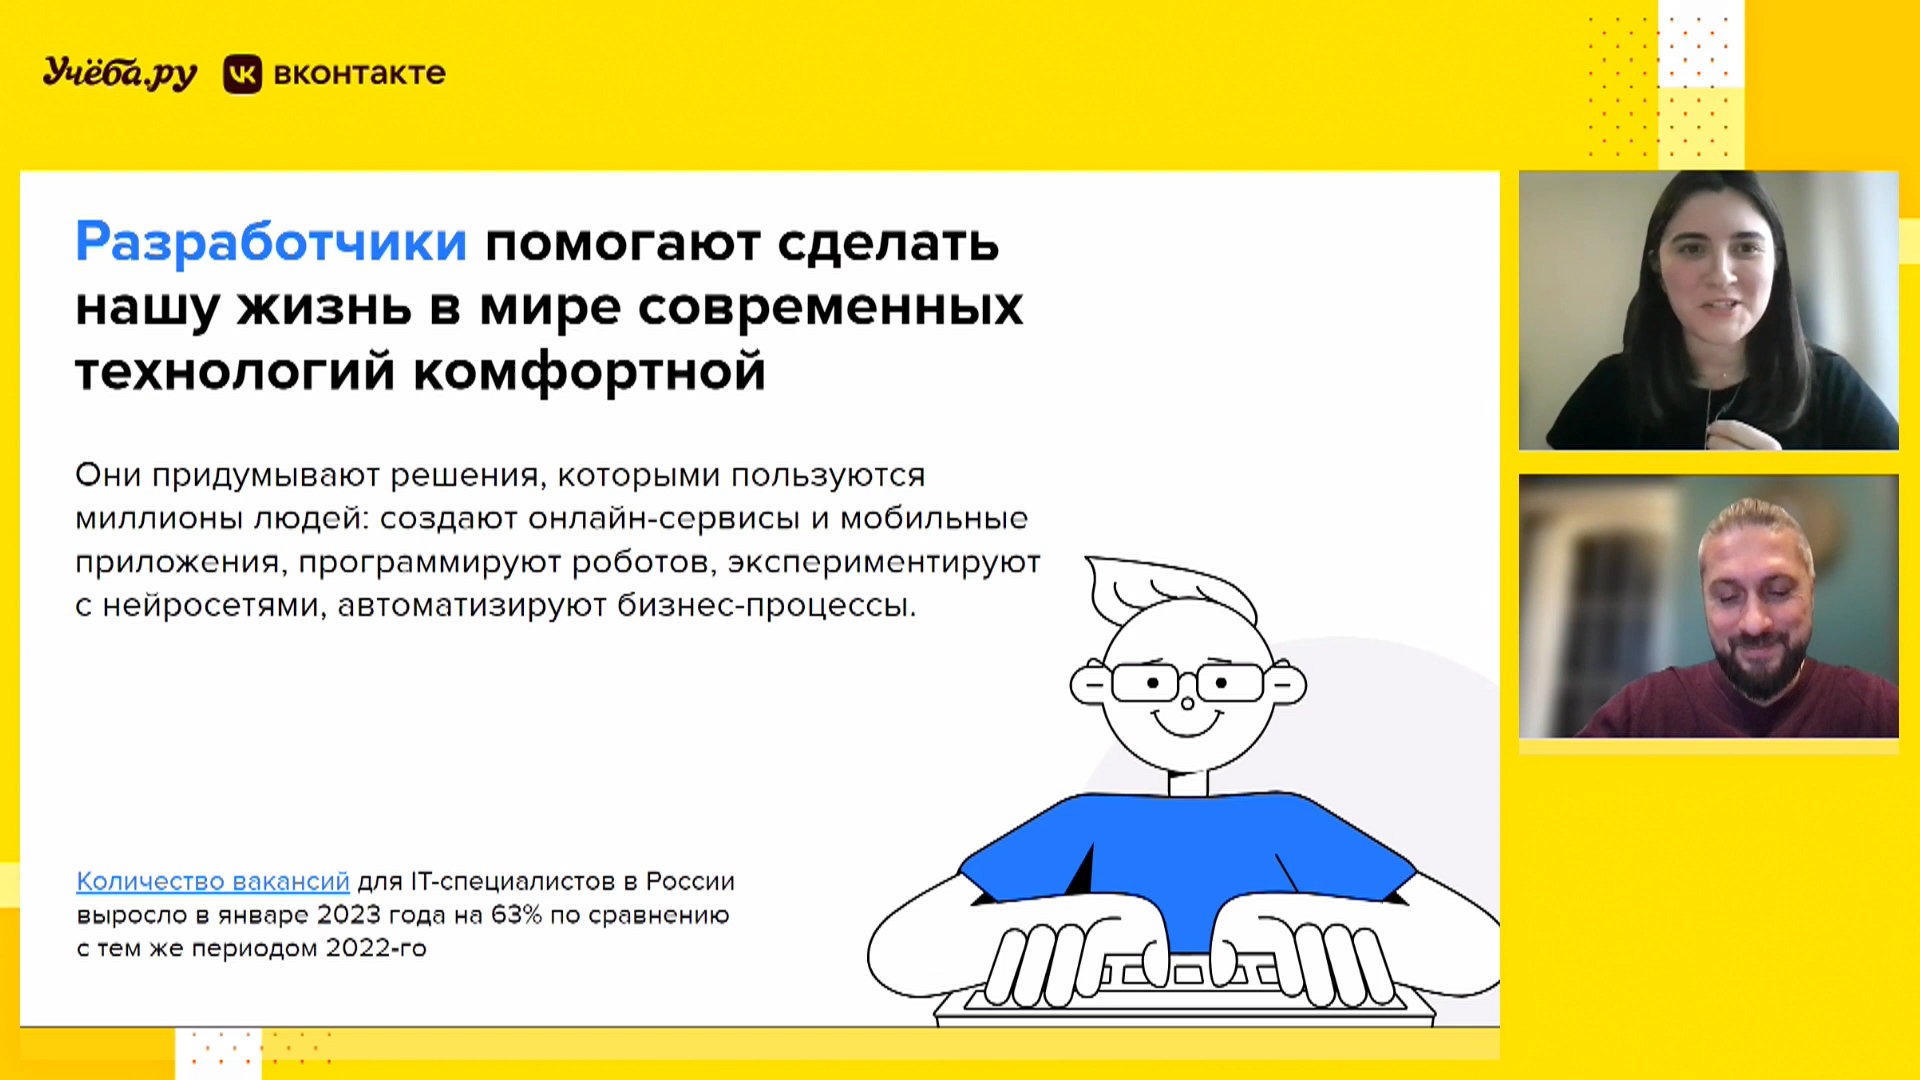 Учёба.ру вконтакте
Разработчики помогают сделать
нашу жизнь в мире современных
технологий комфортной
Они придумывают решения, которыми пользуются
миллионы людей: создают онлайн-сервисы и мобильные
приложения, программируют роботов, экспериментируют
с нейросетями, автоматизируют бизнес-процессы.
Количество вакансий для IT-специалистов в России
выросло в январе 2023 года на 63% по сравнению
с тем же периодом 2022-го